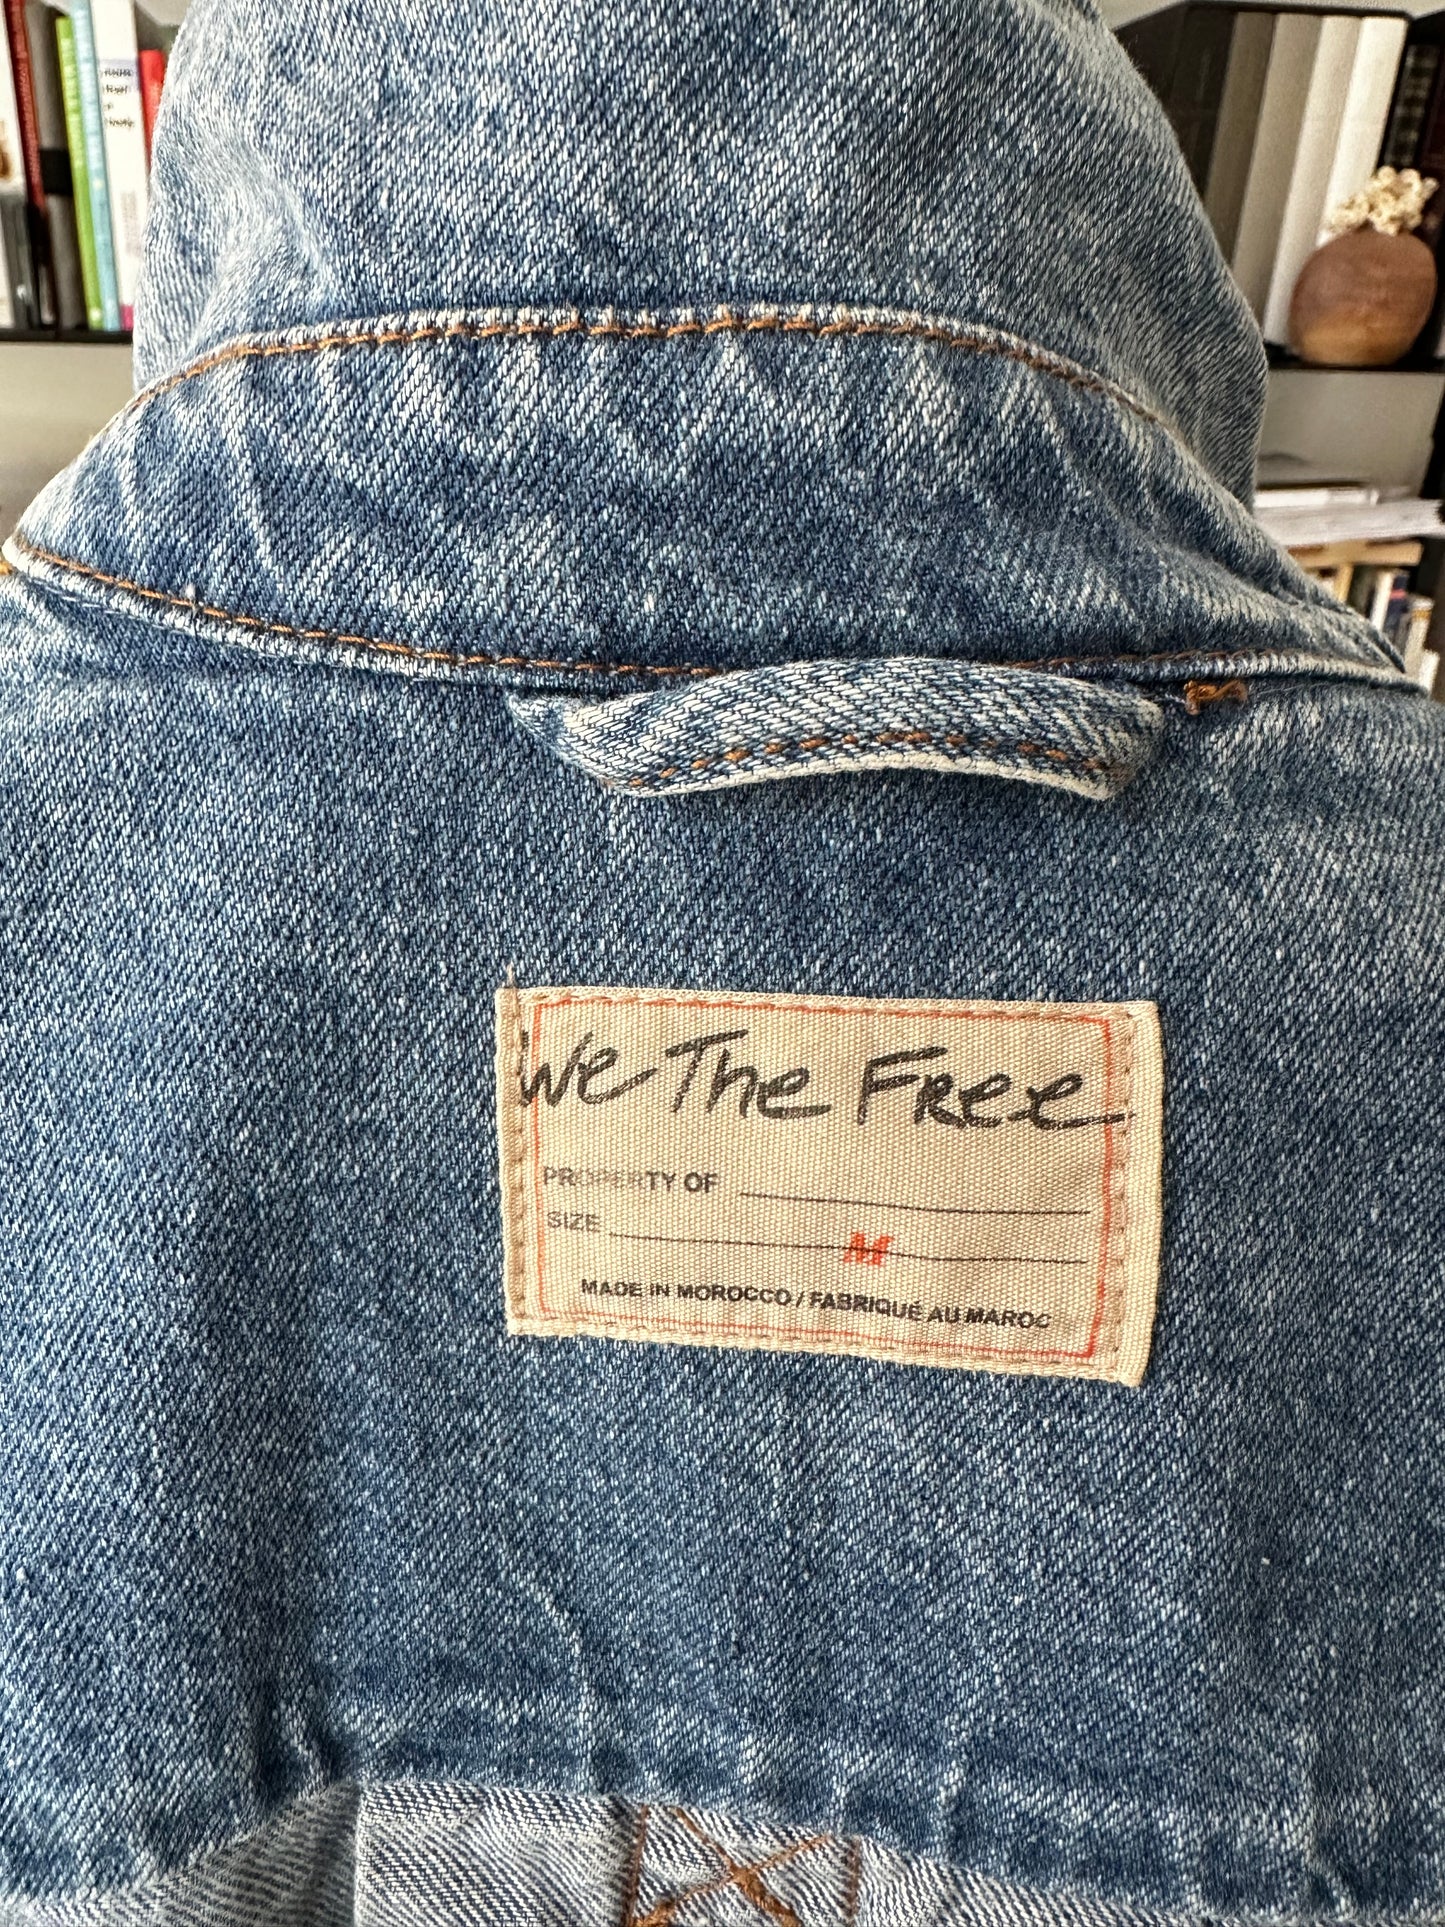 We The Free
PROPERTY OF
SIZE M
MADE IN MOROCCO / FABRIQUÉ AU MAROC